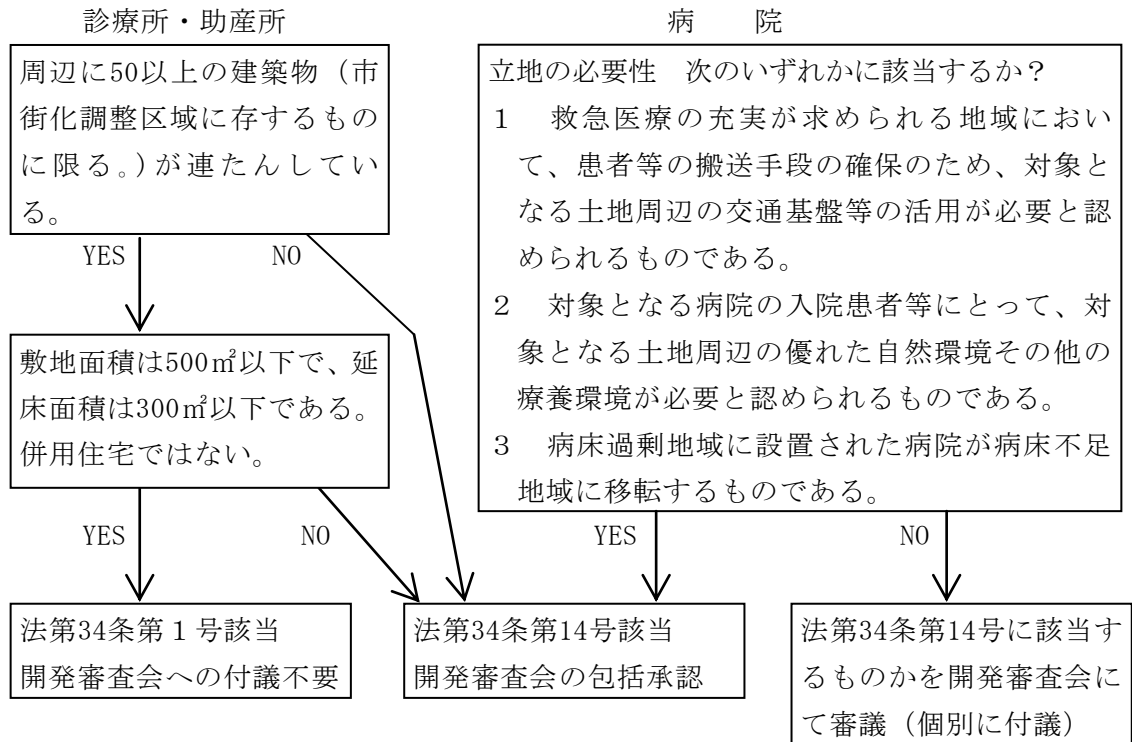 診療所・助産所
周辺に50以上の建築物（市
街化調整区域に存するもの
に限る。)が連たんしてい
る。
YES
NO
敷地面積は500㎡以下で、延
床面積は300㎡以下である。
併用住宅ではない。
YES
NO
法第34条第１号該当
開発審査会への付議不要
病　　院
立地の必要性　次のいずれかに該当するか？
１　救急医療の充実が求められる地域におい
て、患者等の搬送手段の確保のため、対象と
なる土地周辺の交通基盤等の活用が必要と認
められるものである。
２　対象となる病院の入院患者等にとって、対
象となる土地周辺の優れた自然環境その他の
療養環境が必要と認められるものである。
３　病床過剰地域に設置された病院が病床不足
地域に移転するものである。
YES
NO
法第34条第14号該当
開発審査会の包括承認
法第34条第14号に該当す
るものかを開発審査会に
て審議（個別に付議）